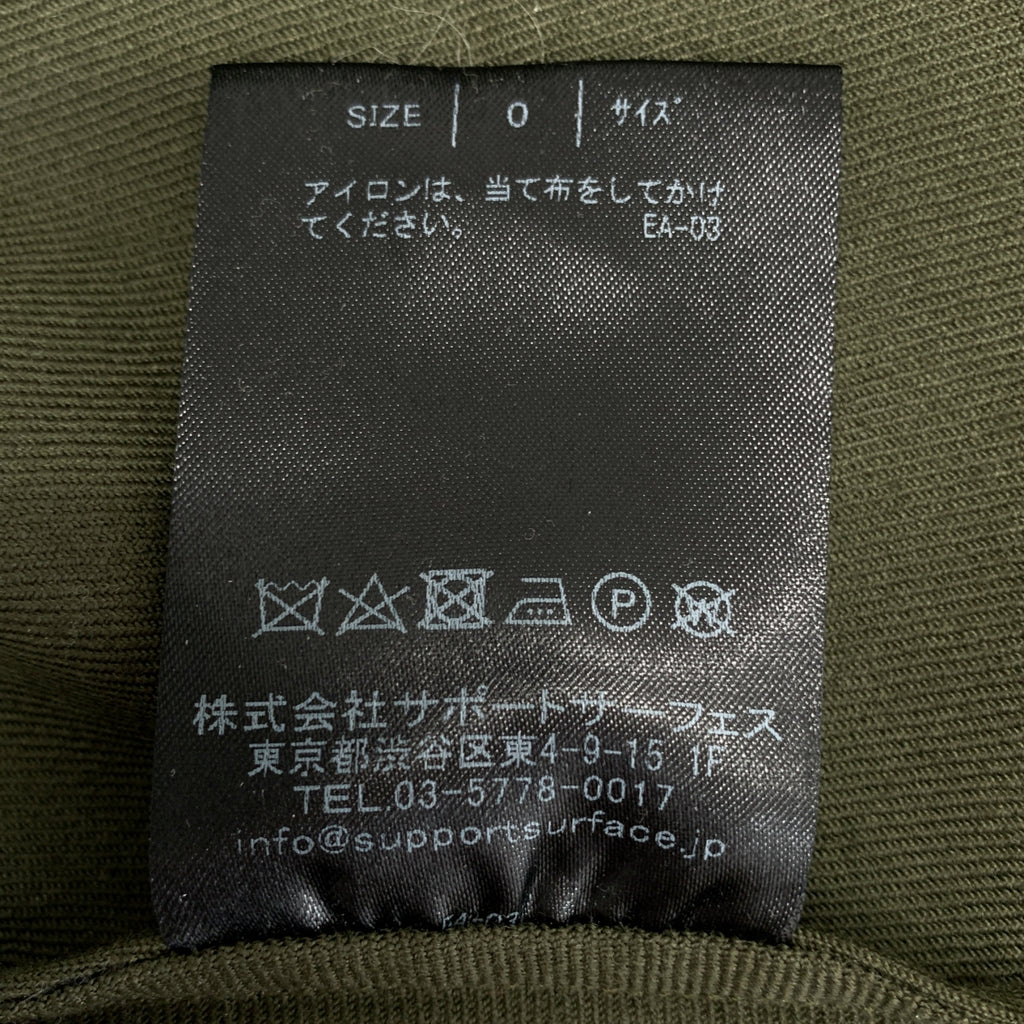 SIZE | 0 | サイズ
アイロンは、当て布をしてかけ
てください。 EA-03
P
W
株式会社サポートサーフェス
東京都渋谷区東4-9-15 1F
TEL.03-5778-0017
info@supportsurface.jp
EA-03